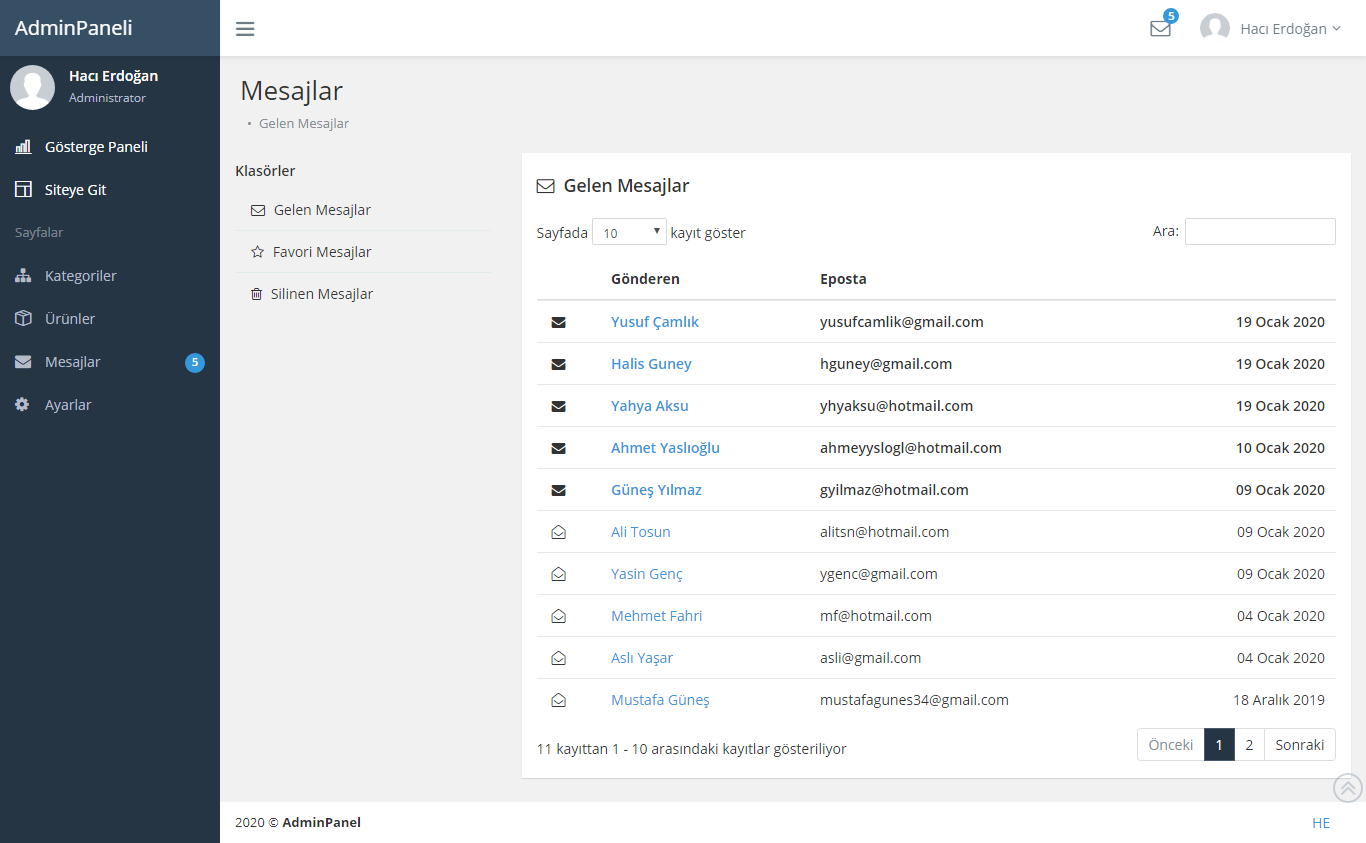 AdminPaneli
5
Hacı Erdoğan
Hacı Erdoğan
Administrator
Gösterge Paneli
Siteye Git
Sayfalar
Kategoriler
Ürünler
Mesajlar 5
Ayarlar
Mesajlar
• Gelen Mesajlar
Klasörler
Gelen Mesajlar
Favori Mesajlar
Silinen Mesajlar
Gelen Mesajlar
Sayfada 10 kayıt göster Ara:
Gönderen Eposta
Yusuf Çamlık yusufcamlik@gmail.com 19 Ocak 2020
Halis Guney hguney@gmail.com 19 Ocak 2020
Yahya Aksu yhyaksu@hotmail.com 19 Ocak 2020
Ahmet Yaslıoğlu ahmeyyslogl@hotmail.com 10 Ocak 2020
Güneş Yılmaz gyilmaz@hotmail.com 09 Ocak 2020
Ali Tosun alitsn@hotmail.com 09 Ocak 2020
Yasin Genç ygenc@gmail.com 09 Ocak 2020
Mehmet Fahri mf@hotmail.com 04 Ocak 2020
Aslı Yaşar asli@gmail.com 04 Ocak 2020
Mustafa Güneş mustafagunes34@gmail.com 18 Aralık 2019
11 kayıttan 1 - 10 arasındaki kayıtlar gösteriliyor Önceki 1 2 Sonraki
2020 © AdminPanel HE